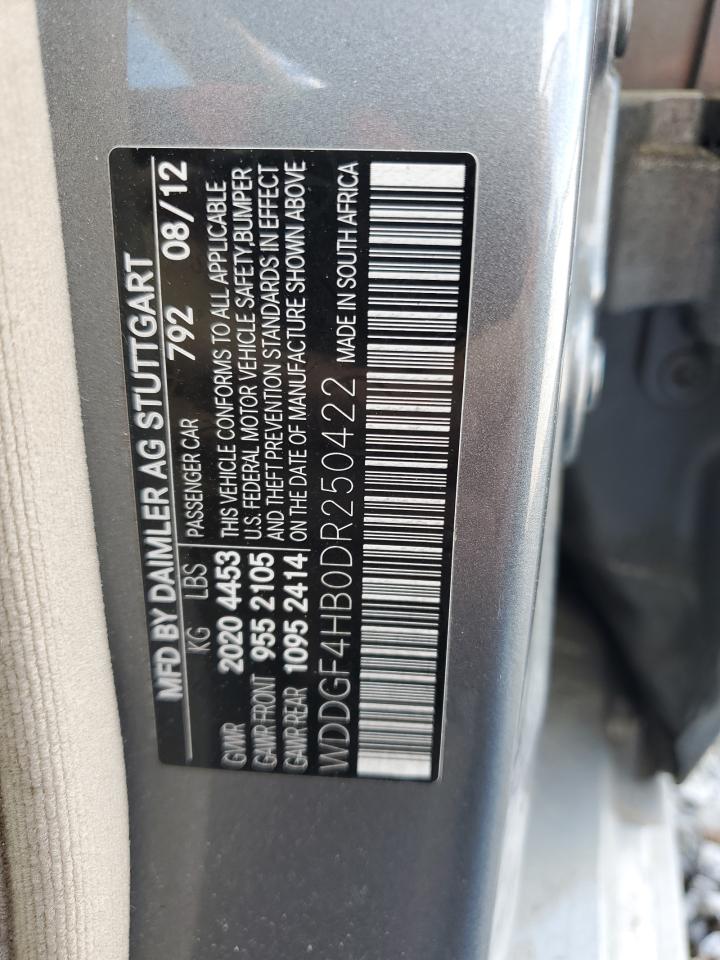 MFD BY DAIMLER AG STUTTGART
KG LBS PASSENGER CAR 792 08/12
GVWR 2020 4453 THIS VEHICLE CONFORMS TO ALL APPLICABLE
GAWR FRONT 955 2105 U.S. FEDERAL MOTOR VEHICLE SAFETY,BUMPER
GAWR REAR 1095 2414 AND THEFT PREVENTION STANDARDS IN EFFECT
ON THE DATE OF MANUFACTURE SHOWN ABOVE
WDDGF4HB0DR250422 MADE IN SOUTH AFRICA